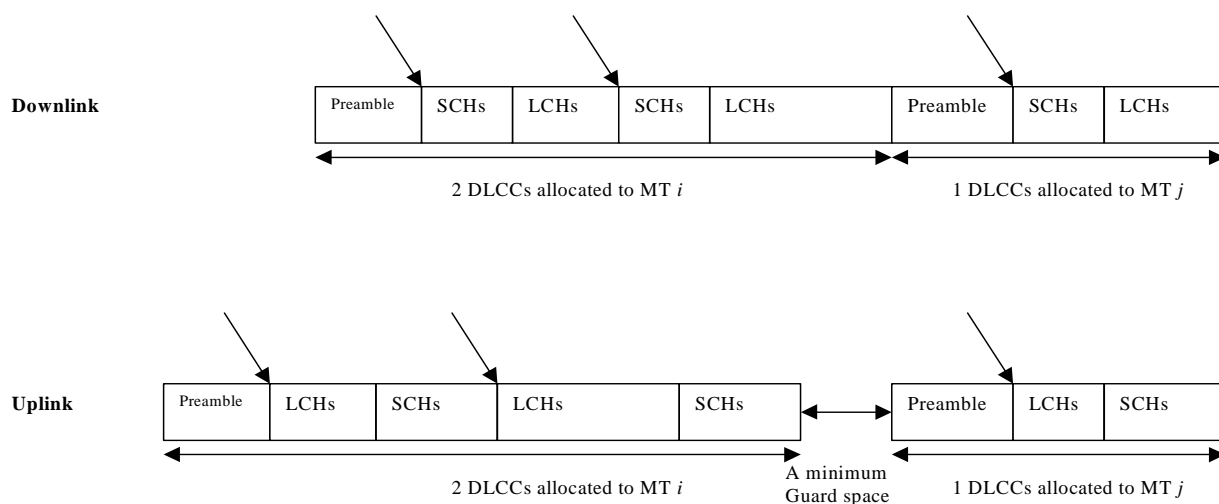 Downlink
Preamble SCHs LCHs SCHs LCHs Preamble SCHs LCHs
2 DLCCs allocated to MT i 1 DLCCs allocated to MT j
Uplink
Preamble LCHs SCHs LCHs SCHs Preamble LCHs SCHs
2 DLCCs allocated to MT i A minimum Guard space 1 DLCCs allocated to MT j